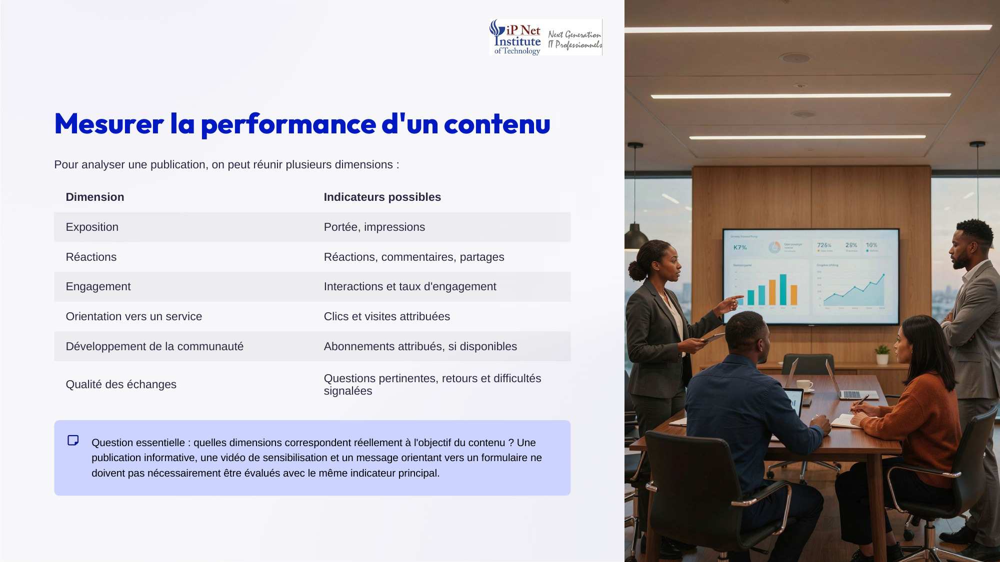 iP Net
Institute
of Technology
Next Generation
IT Professionnels
Mesurer la performance d'un contenu
Pour analyser une publication, on peut réunir plusieurs dimensions :
Dimension
Indicateurs possibles
Exposition
Portée, impressions
Réactions
Réactions, commentaires, partages
Engagement
Interactions et taux d'engagement
Orientation vers un service
Clics et visites attribuées
Développement de la communauté
Abonnements attribués, si disponibles
Qualité des échanges
Questions pertinentes, retours et difficultés
signalées
Question essentielle : quelles dimensions correspondent réellement à l'objectif du contenu ? Une
publication informative, une vidéo de sensibilisation et un message orientant vers un formulaire ne
doivent pas nécessairement être évalués avec le même indicateur principal.
K7%
28%